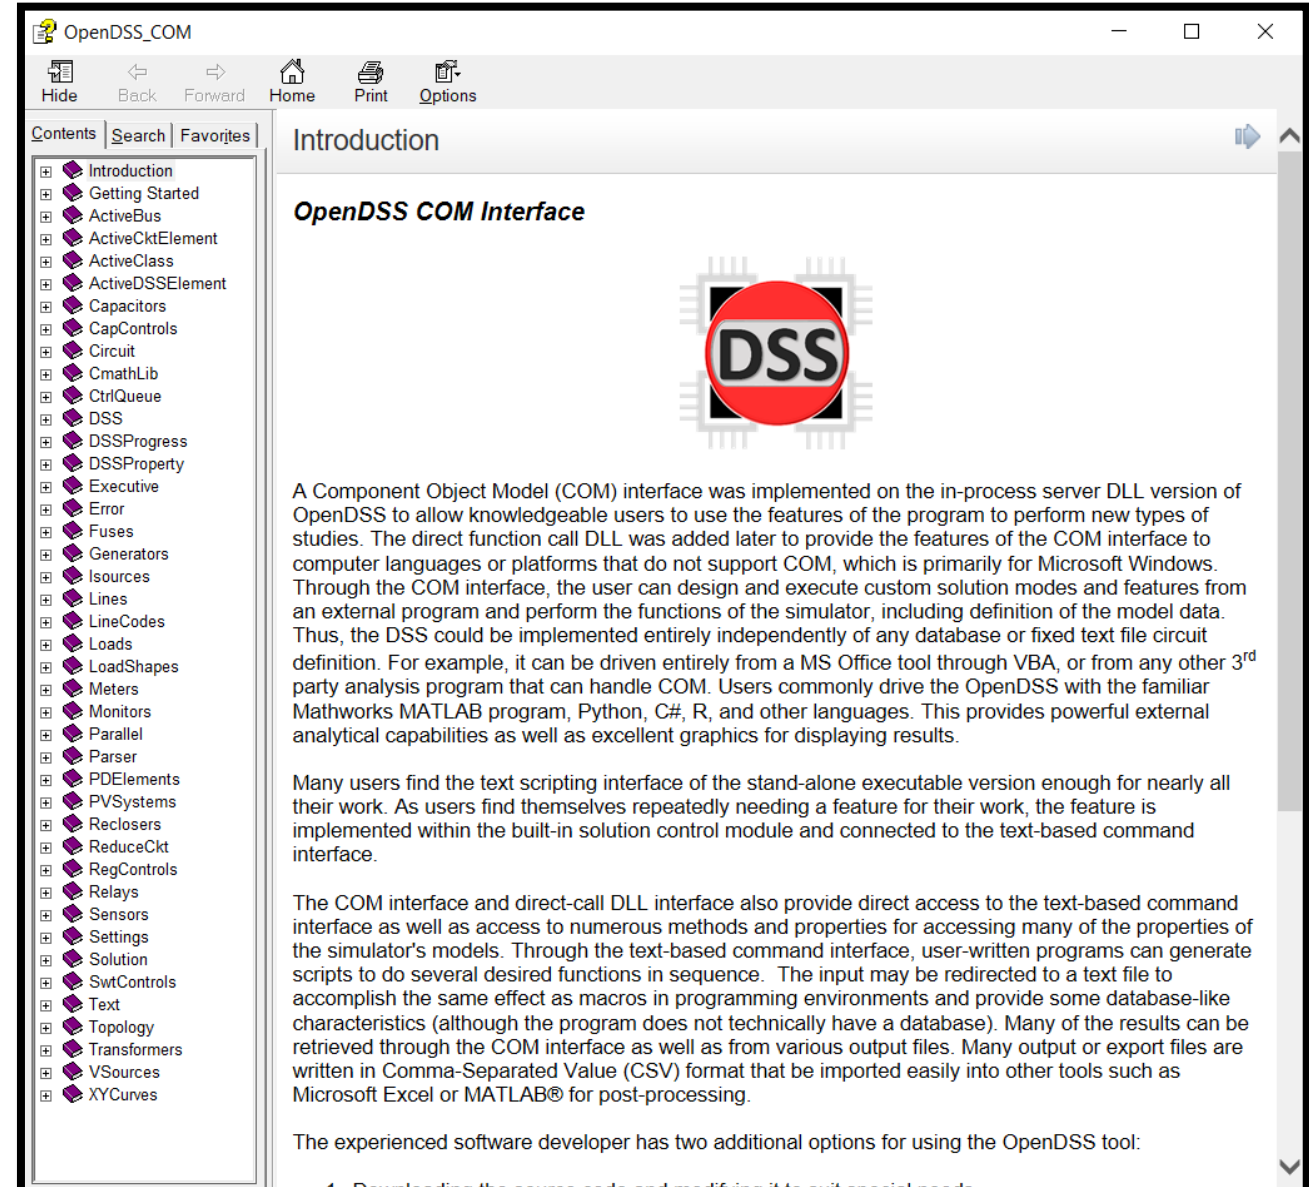 OpenDSS_COM
Hide Back Forward Home Print Options
Contents Search Favorites
Introduction
Getting Started
ActiveBus
ActiveCktElement
ActiveClass
ActiveDSSElement
Capacitors
CapControls
Circuit
CmathLib
CtrlQueue
DSS
DSSProgress
DSSProperty
Executive
Error
Fuses
Generators
Isources
Lines
LineCodes
Loads
LoadShapes
Meters
Monitors
Parallel
Parser
PDElements
PVSystems
Reclosers
ReduceCkt
RegControls
Relays
Sensors
Settings
Solution
SwtControls
Text
Topology
Transformers
VSources
XYCurves
Introduction
OpenDSS COM Interface
DSS
A Component Object Model (COM) interface was implemented on the in-process server DLL version of
OpenDSS to allow knowledgeable users to use the features of the program to perform new types of
studies. The direct function call DLL was added later to provide the features of the COM interface to
computer languages or platforms that do not support COM, which is primarily for Microsoft Windows.
Through the COM interface, the user can design and execute custom solution modes and features from
an external program and perform the functions of the simulator, including definition of the model data.
Thus, the DSS could be implemented entirely independently of any database or fixed text file circuit
definition. For example, it can be driven entirely from a MS Office tool through VBA, or from any other 3rd
party analysis program that can handle COM. Users commonly drive the OpenDSS with the familiar
Mathworks MATLAB program, Python, C#, R, and other languages. This provides powerful external
analytical capabilities as well as excellent graphics for displaying results.
Many users find the text scripting interface of the stand-alone executable version enough for nearly all
their work. As users find themselves repeatedly needing a feature for their work, the feature is
implemented within the built-in solution control module and connected to the text-based command
interface.
The COM interface and direct-call DLL interface also provide direct access to the text-based command
interface as well as access to numerous methods and properties for accessing many of the properties of
the simulator's models. Through the text-based command interface, user-written programs can generate
scripts to do several desired functions in sequence.  The input may be redirected to a text file to
accomplish the same effect as macros in programming environments and provide some database-like
characteristics (although the program does not technically have a database). Many of the results can be
retrieved through the COM interface as well as from various output files. Many output or export files are
written in Comma-Separated Value (CSV) format that be imported easily into other tools such as
Microsoft Excel or MATLAB® for post-processing.
The experienced software developer has two additional options for using the OpenDSS tool:
1. Downloading the source code and modifying it to suit special needs.